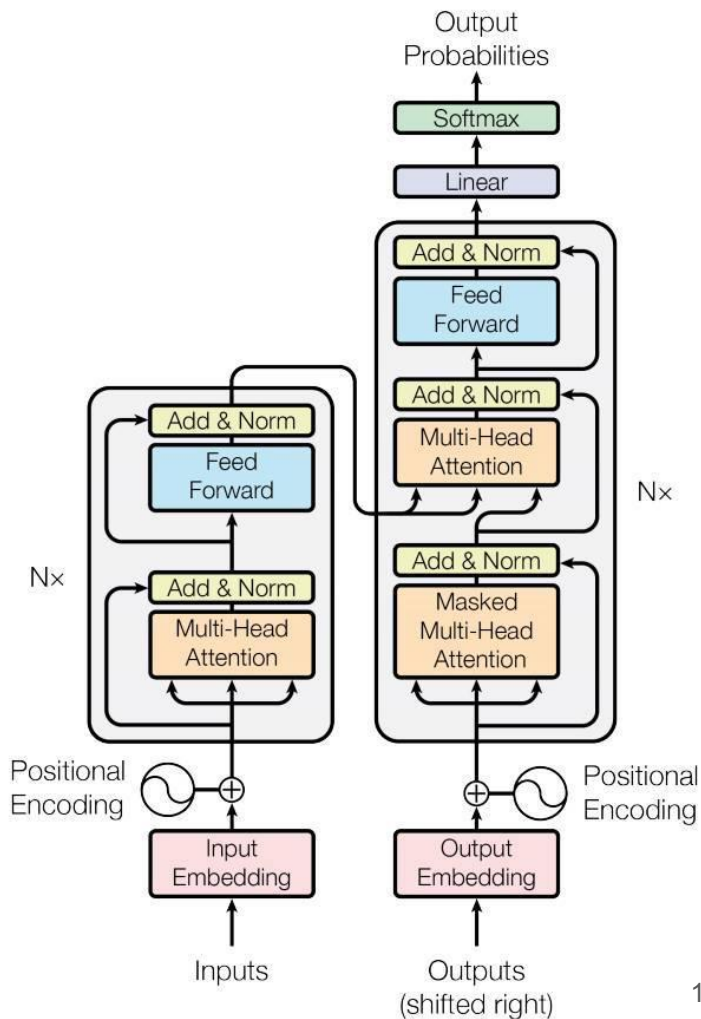 Output
Probabilities
Softmax
Linear
Add & Norm
Feed
Forward
Add & Norm
Multi-Head
Attention
Add & Norm
Masked
Multi-Head
Attention
Nx
Add & Norm
Feed
Forward
Add & Norm
Multi-Head
Attention
Nx
Positional
Encoding
Positional
Encoding
Input
Embedding
Output
Embedding
Inputs
Outputs
(shifted right)
1